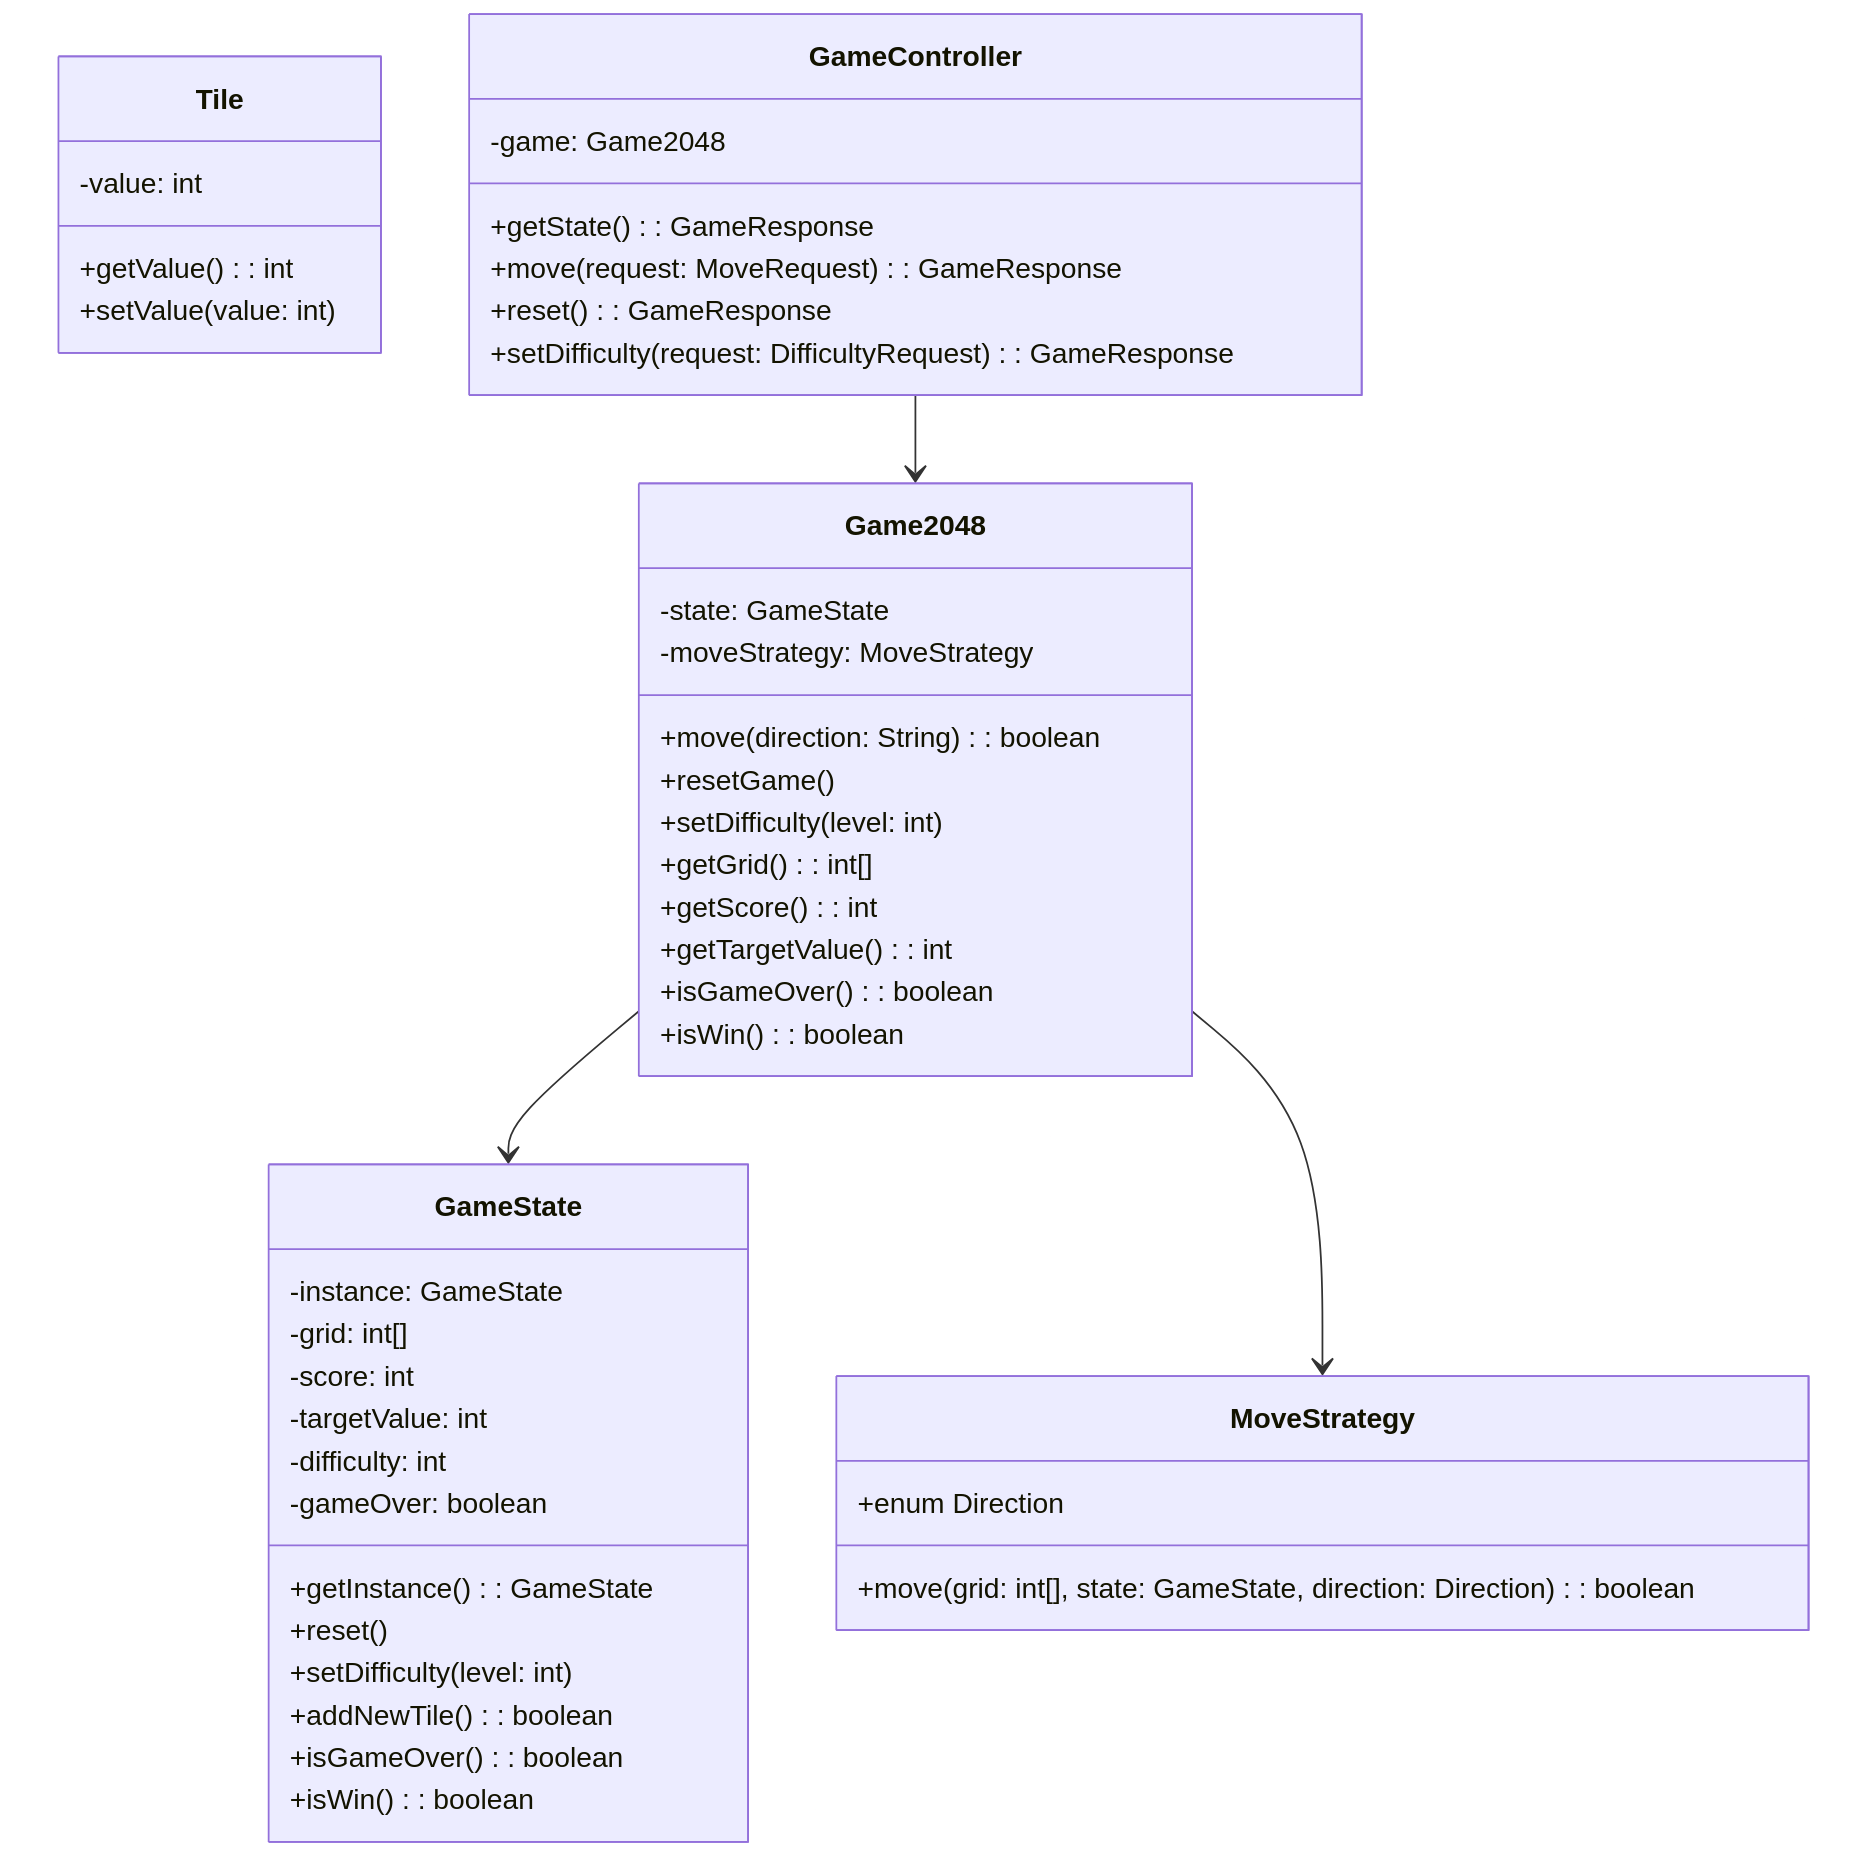 Tile
-value: int
+getValue() : : int
+setValue(value: int)
GameController
-game: Game2048
+getState() : : GameResponse
+move(request: MoveRequest) : : GameResponse
+reset() : : GameResponse
+setDifficulty(request: DifficultyRequest) : : GameResponse
Game2048
-state: GameState
-moveStrategy: MoveStrategy
+move(direction: String) : : boolean
+resetGame()
+setDifficulty(level: int)
+getGrid() : : int[]
+getScore() : : int
+getTargetValue() : : int
+isGameOver() : : boolean
+isWin() : : boolean
GameState
-instance: GameState
-grid: int[]
-score: int
-targetValue: int
-difficulty: int
-gameOver: boolean
+getInstance() : : GameState
+reset()
+setDifficulty(level: int)
+addNewTile() : : boolean
+isGameOver() : : boolean
+isWin() : : boolean
MoveStrategy
+enum Direction
+move(grid: int[], state: GameState, direction: Direction) : : boolean